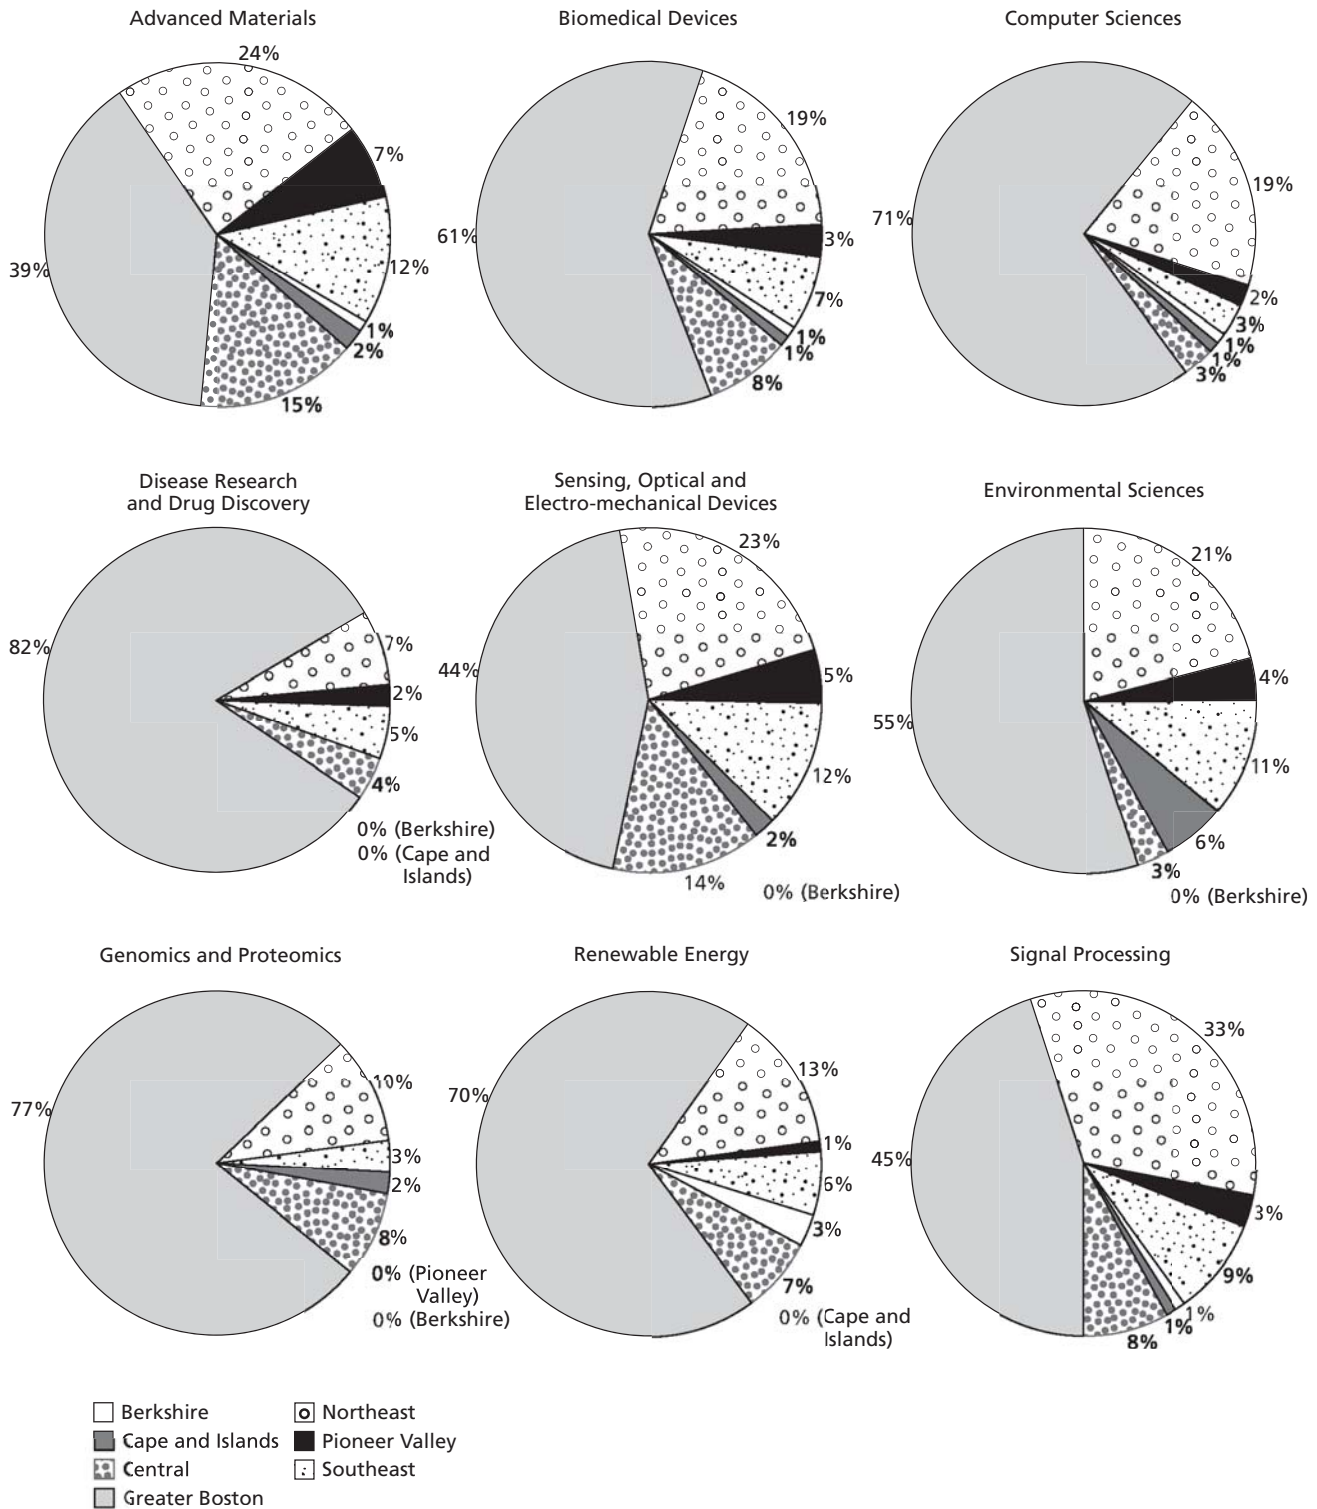 Advanced Materials
24%
7%
12%
1%
2%
15%
39%
Biomedical Devices
19%
3%
7%
1%
1%
8%
61%
Computer Sciences
19%
2%
3%
1%
1%
3%
71%
Disease Research
and Drug Discovery
7%
2%
5%
4%
0% (Berkshire)
0% (Cape and
Islands)
82%
Sensing, Optical and
Electro-mechanical Devices
23%
5%
12%
2%
14%
0% (Berkshire)
44%
Environmental Sciences
21%
4%
11%
6%
3%
0% (Berkshire)
55%
Genomics and Proteomics
10%
3%
2%
8%
0% (Pioneer
Valley)
0% (Berkshire)
77%
Renewable Energy
13%
1%
6%
3%
7%
0% (Cape and
Islands)
70%
Signal Processing
33%
3%
9%
1%
1%
8%
45%
Berkshire
Cape and Islands
Central
Greater Boston
Northeast
Pioneer Valley
Southeast